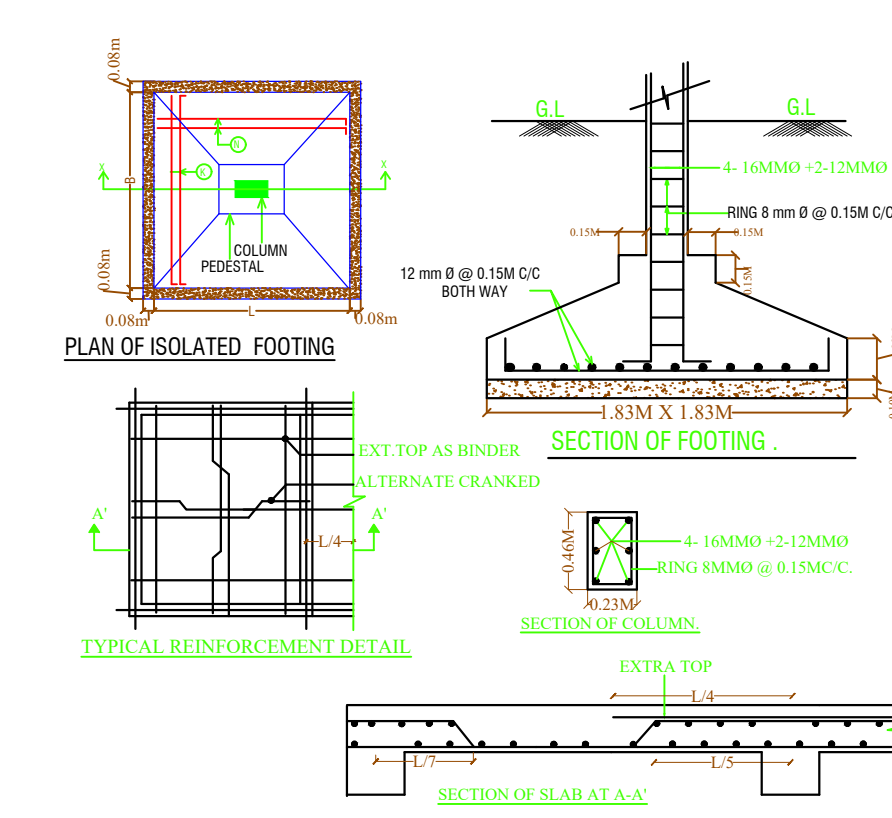 0.08m
B
N
K
X
X
COLUMN
PEDESTAL
0.08m
0.08m
L
0.08m
PLAN OF ISOLATED FOOTING
G.L
G.L
4- 16MMØ +2-12MMØ
RING 8 mm Ø @ 0.15M C/C
0.15M
0.15M
0.15M
12 mm Ø @ 0.15M C/C
BOTH WAY
1.83M X 1.83M
SECTION OF FOOTING .
EXT.TOP AS BINDER
ALTERNATE CRANKED
A'
A'
L/4
TYPICAL REINFORCEMENT DETAIL
0.46M
4- 16MMØ +2-12MMØ
RING 8MMØ @ 0.15MC/C.
0.23M
SECTION OF COLUMN.
EXTRA TOP
L/4
L/7
L/5
SECTION OF SLAB AT A-A'